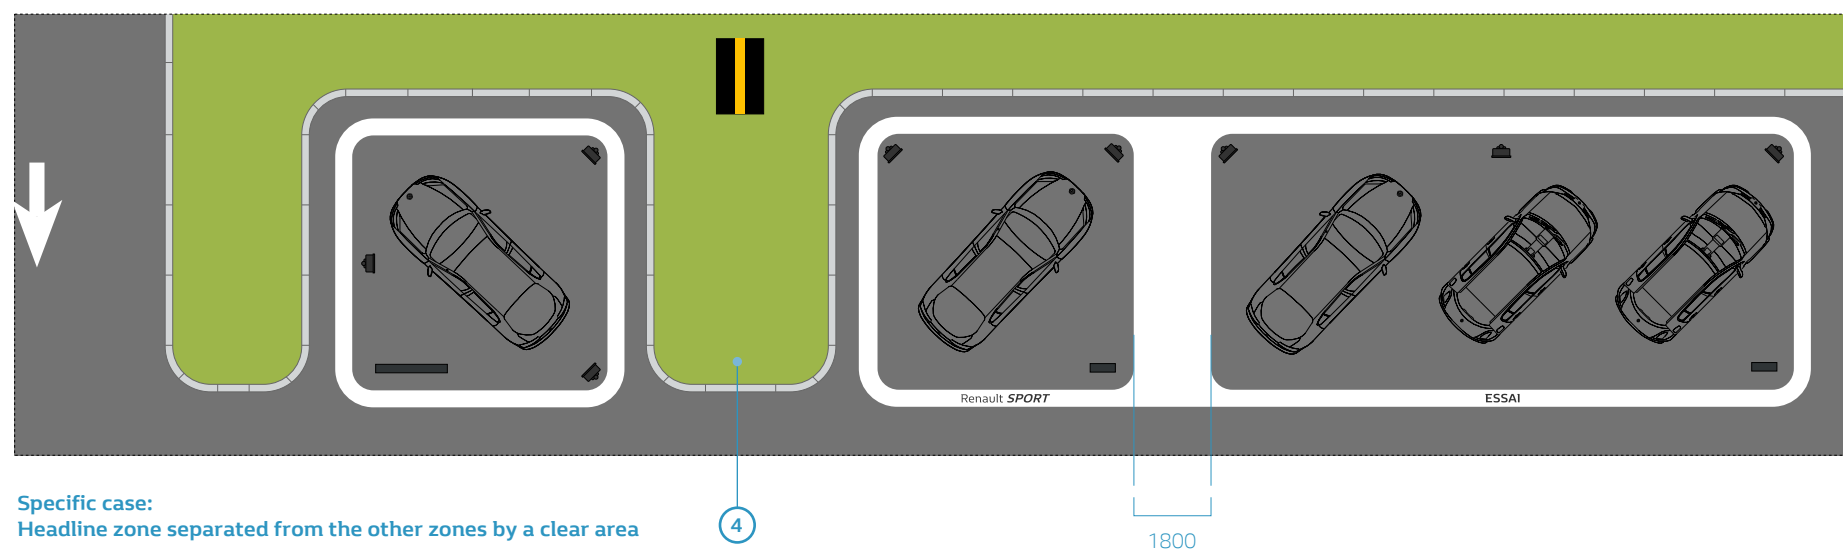 Renault SPORT
ESSAI
Specific case:
Headline zone separated from the other zones by a clear area
4
1800